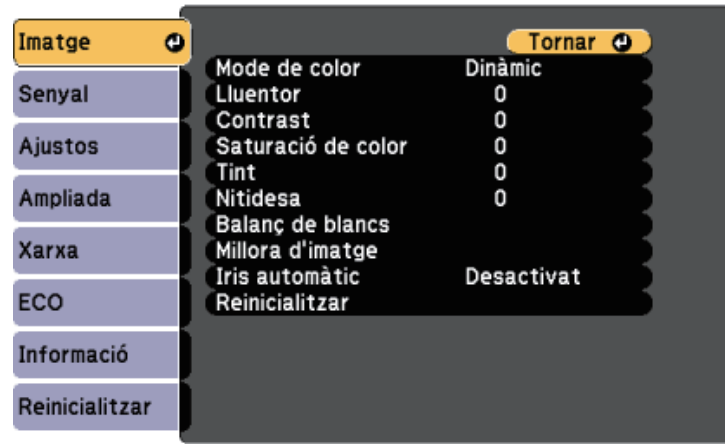 Imatge
Senyal
Ajustos
Ampliada
Xarxa
ECO
Informació
Reinicialitzar
Tornar
Mode de color Dinàmic
Lluentor 0
Contrast 0
Saturació de color 0
Tint 0
Nitidesa 0
Balanç de blancs
Millora d'imatge
Iris automàtic Desactivat
Reinicialitzar